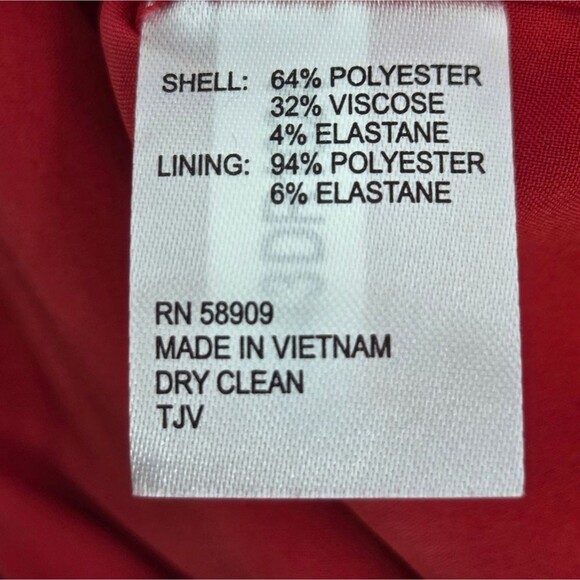 SHELL: 64% POLYESTER
32% VISCOSE
4% ELASTANE
LINING: 94% POLYESTER
6% ELASTANE
RN 58909
MADE IN VIETNAM
DRY CLEAN
TJV